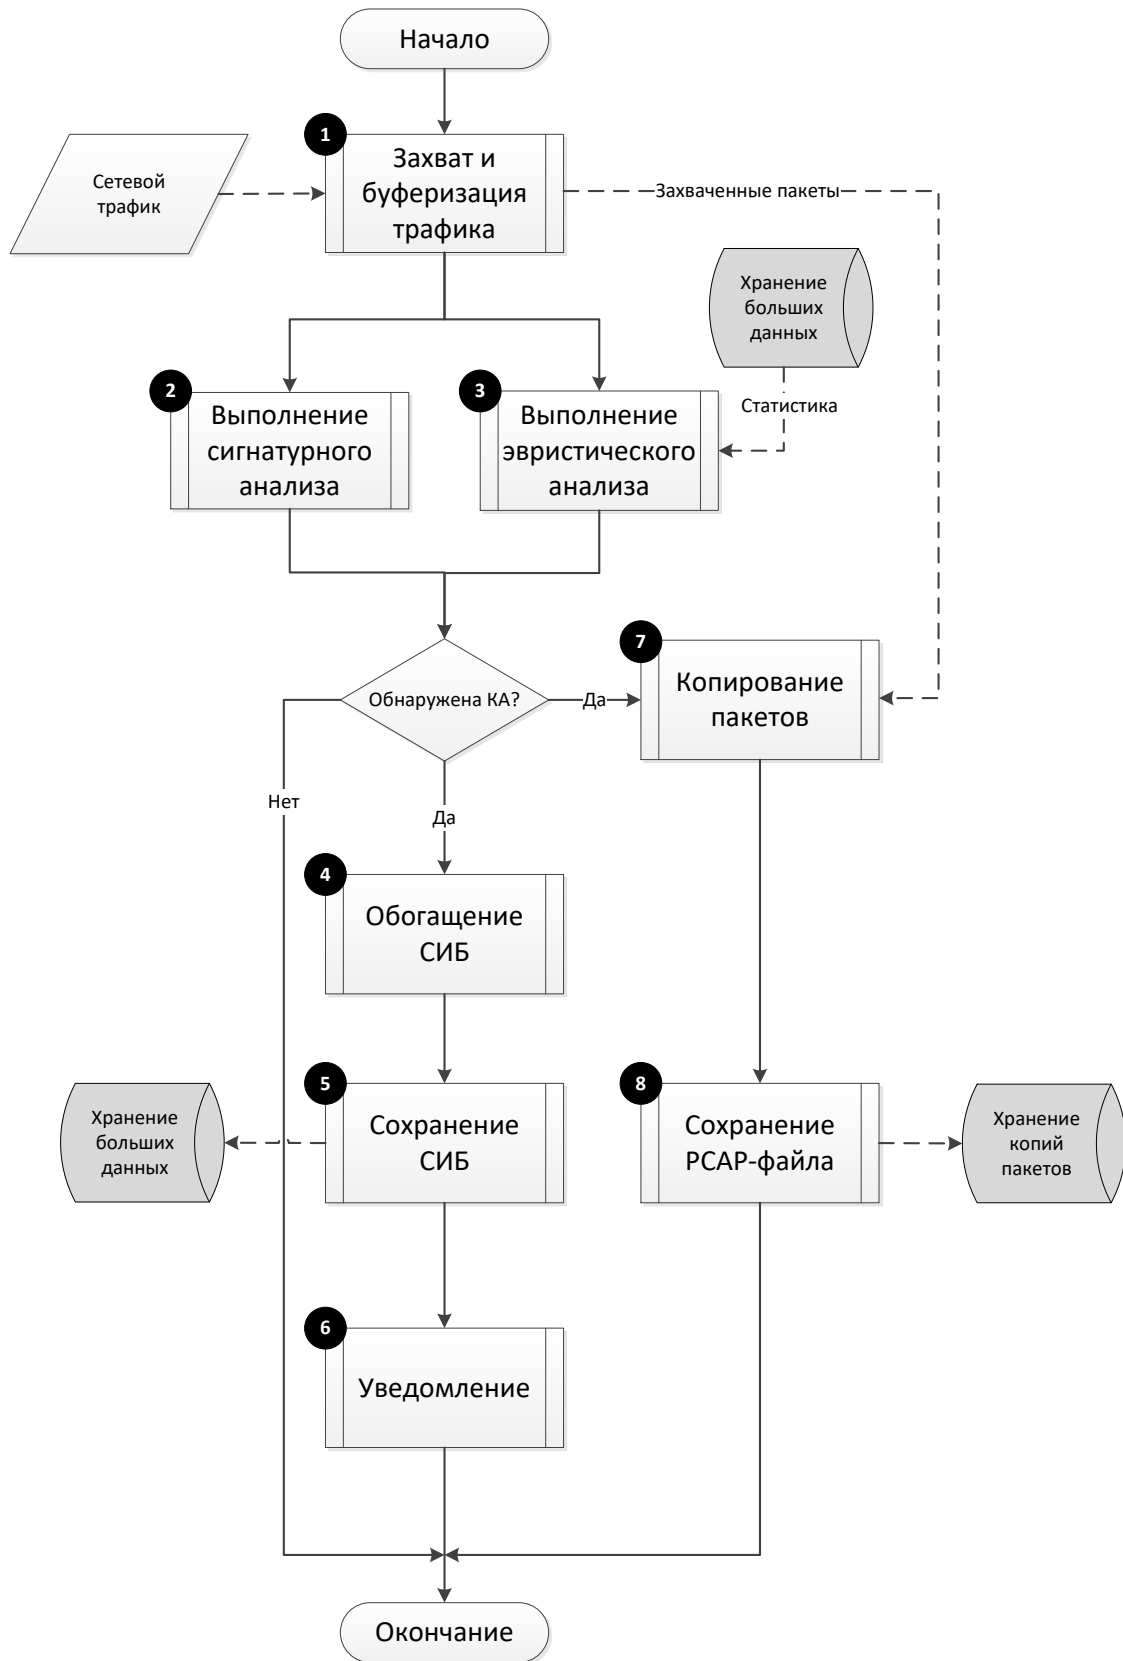 Начало
1
Захват и
буферизация
трафика
Сетевой
трафик
Захваченные пакеты
Хранение
больших
данных
Статистика
2
Выполнение
сигнатурного
анализа
3
Выполнение
эвристического
анализа
Обнаружена КА?
Да
7
Копирование
пакетов
Нет
Да
4
Обогащение
СИБ
5
Сохранение
СИБ
Хранение
больших
данных
8
Сохранение
PCAP-файла
Хранение
копий
пакетов
6
Уведомление
Окончание